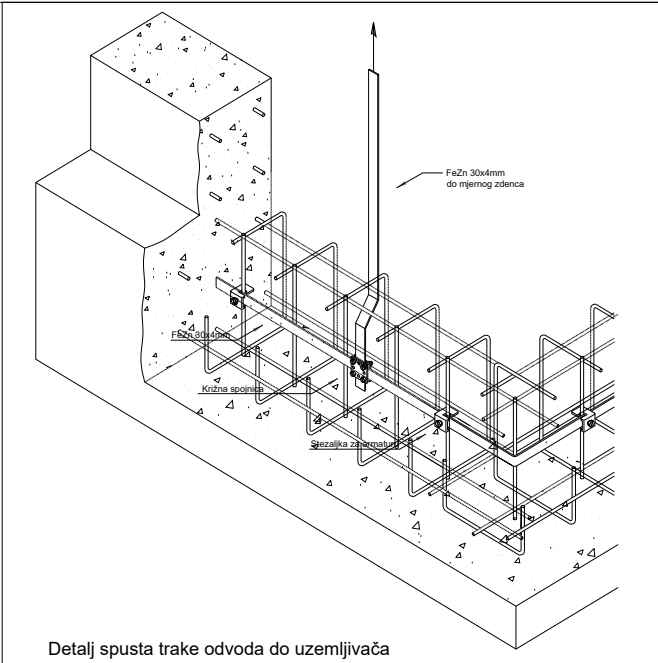 FeZn 30x4mm
do mjernog zdenca
FeZn 30x4mm
Križna spojnica
Stezaljka za armaturu
Detalj spusta trake odvoda do uzemljivača